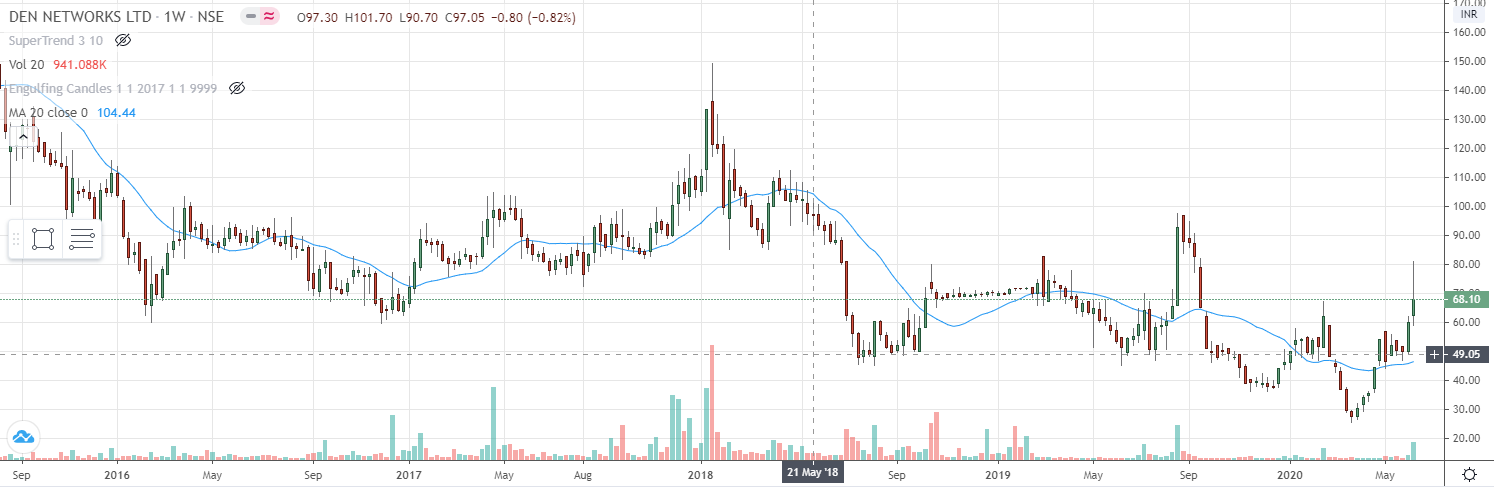 DEN NETWORKS LTD · 1W · NSE O97.30 H101.70 L90.70 C97.05 −0.80 (−0.82%)
SuperTrend 3 10
Vol 20 941.088K
Engulfing Candles 1 1 2017 1 1 9999
MA 20 close 0 104.44
170.00
INR
160.00
150.00
140.00
130.00
120.00
110.00
100.00
90.00
80.00
70.00
68.10
60.00
49.05
40.00
30.00
20.00
Sep 2016 May Sep 2017 May Aug 2018 21 May '18 Sep 2019 May Sep 2020 May